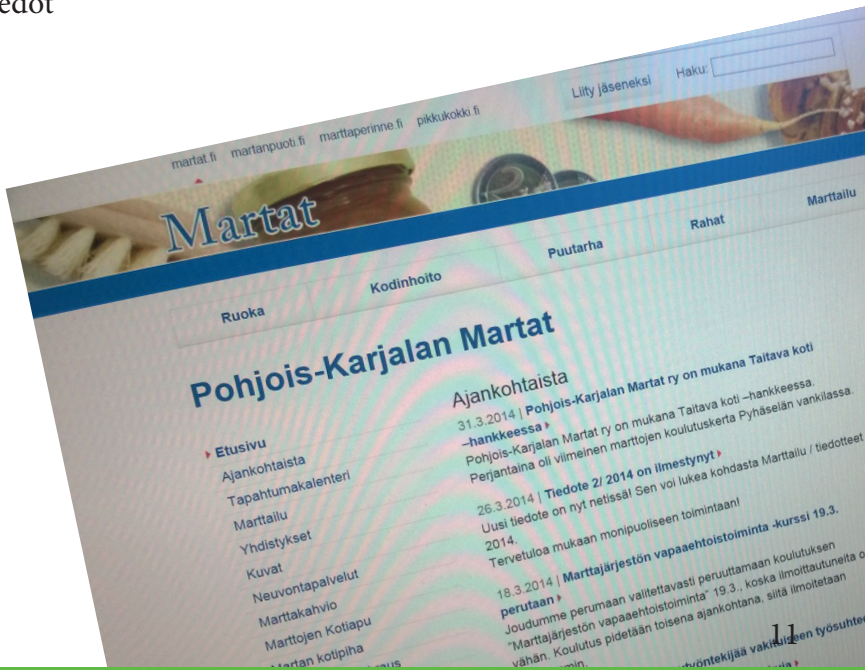 martat.fi martanpuoti.fi marttaperinne.fi pikkukokki.fi
Liity jäseneksi
Haku:
Martat
Ruoka
Kodinhoito
Puutarha
Rahat
Marttailu
Pohjois-Karjalan Martat
Etusivu
Ajankohtaista
Tapahtumakalenteri
Marttailu
Yhdistykset
Kuvat
Neuvontapalvelut
Marttakahvio
Marttojen Kotiapu
Martan kotipiha
Ajankohtaista
31.3.2014 | Pohjois-Karjalan Martat ry on mukana Taitava koti
–hankkeessa
Pohjois-Karjalan Martat ry on mukana Taitava koti –hankkeessa.
Perjantaina oli viimeinen marttojen koulutuskerta Pyhäselän vankilassa.
26.3.2014 | Tiedote 2/ 2014 on ilmestynyt
Uusi tiedote on nyt netissä! Sen voi lukea kohdasta Marttailu / tiedotteet
2014.
Tervetuloa mukaan monipuoliseen toimintaan!
18.3.2014 | Marttajärjestön vapaaehtoistoiminta -kurssi 19.3.
perutaan
Joudumme perumaan valitettavasti peruuttamaan koulutuksen
"Marttajärjestön vapaaehtoistoiminta" 19.3., koska ilmoittautuneita o
vähän. Koulutus pidetään toisena ajankohtana, siitä ilmoitetaan
työntekijää vakituiseen työsuhtee
11